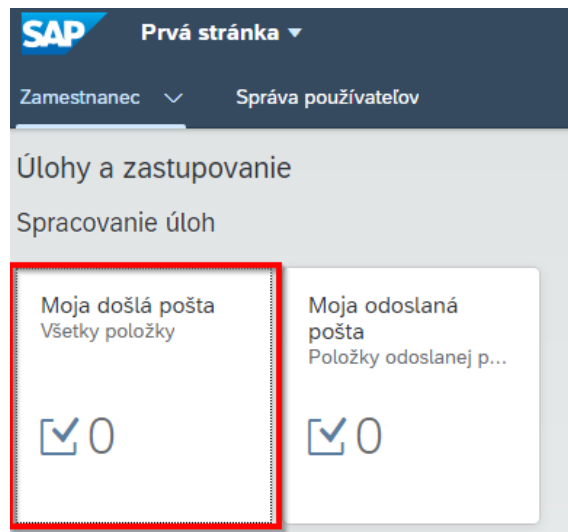 SAP Prvá stránka
Zamestnanec Správa používateľov
Úlohy a zastupovanie
Spracovanie úloh
Moja došlá pošta
Všetky položky
0
Moja odoslaná
pošta
Položky odoslanej p...
0